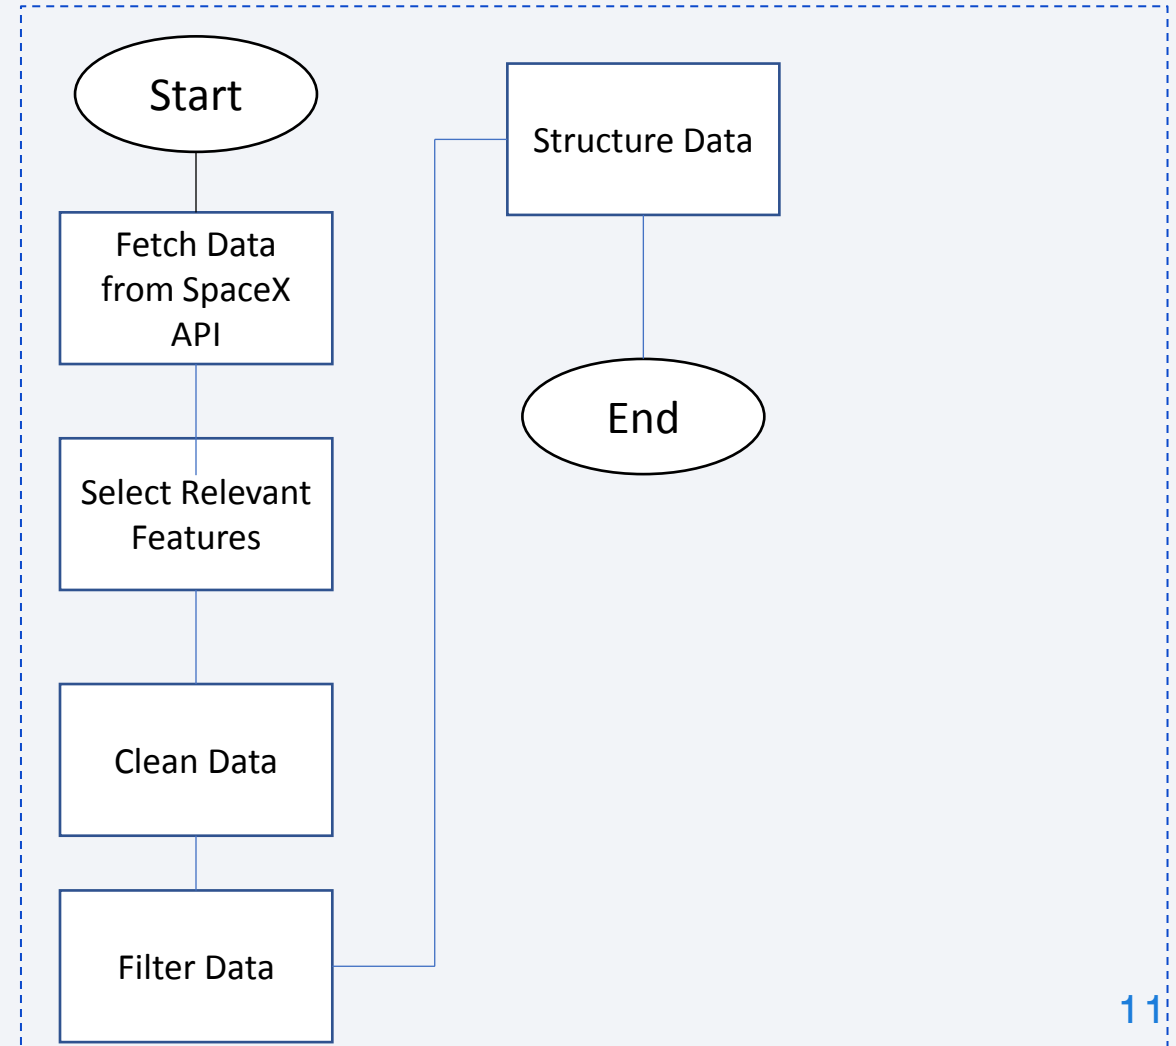 Start
Fetch Data
from SpaceX
API
Select Relevant
Features
Clean Data
Filter Data
Structure Data
End
11